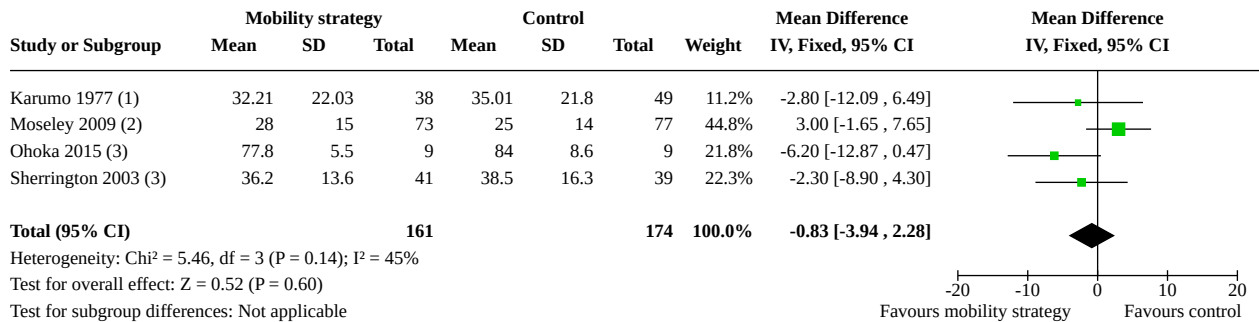 Mobility strategy Control Mean Difference Mean Difference
Study or Subgroup Mean SD Total Mean SD Total Weight IV, Fixed, 95% CI IV, Fixed, 95% CI
Karumo 1977 (1) 32.21 22.03 38 35.01 21.8 49 11.2% -2.80 [-12.09 , 6.49]
Moseley 2009 (2) 28 15 73 25 14 77 44.8% 3.00 [-1.65 , 7.65]
Ohoka 2015 (3) 77.8 5.5 9 84 8.6 9 21.8% -6.20 [-12.87 , 0.47]
Sherrington 2003 (3) 36.2 13.6 41 38.5 16.3 39 22.3% -2.30 [-8.90 , 4.30]
Total (95% CI) 161 174 100.0% -0.83 [-3.94 , 2.28]
Heterogeneity: Chi² = 5.46, df = 3 (P = 0.14); I² = 45%
Test for overall effect: Z = 0.52 (P = 0.60)
-20 -10 0 10 20
Test for subgroup differences: Not applicable Favours mobility strategy Favours control